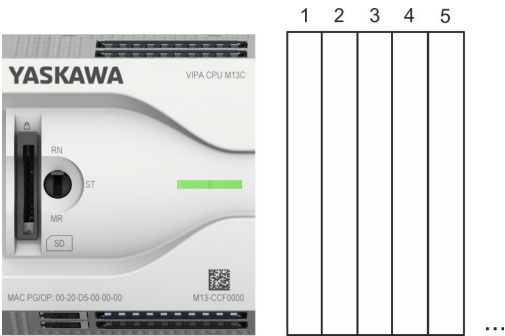 1 2 3 4 5
YASKAWA VIPA CPU M13C
RN
ST
MR
SD
MAC PG/OP: 00-20-D5-00-00-00 M13-CCF0000
...